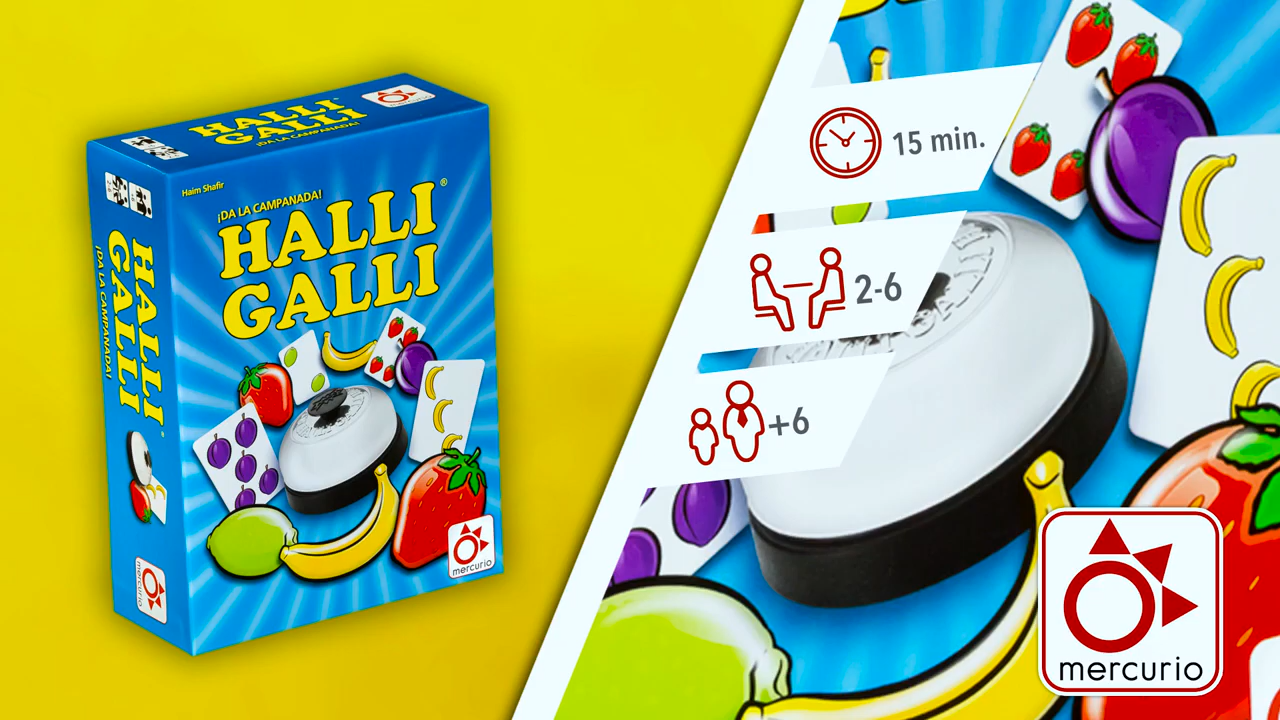 HALLI
GALLI
¡DA LA CAMPANADA!
mercurio
Haim Shafir
¡DA LA CAMPANADA!
HALLI®
GALLI
mercurio
HALLI
GALLI
¡DA LA CAMPANADA!
mercurio
15 min.
2-6
+6
mercurio